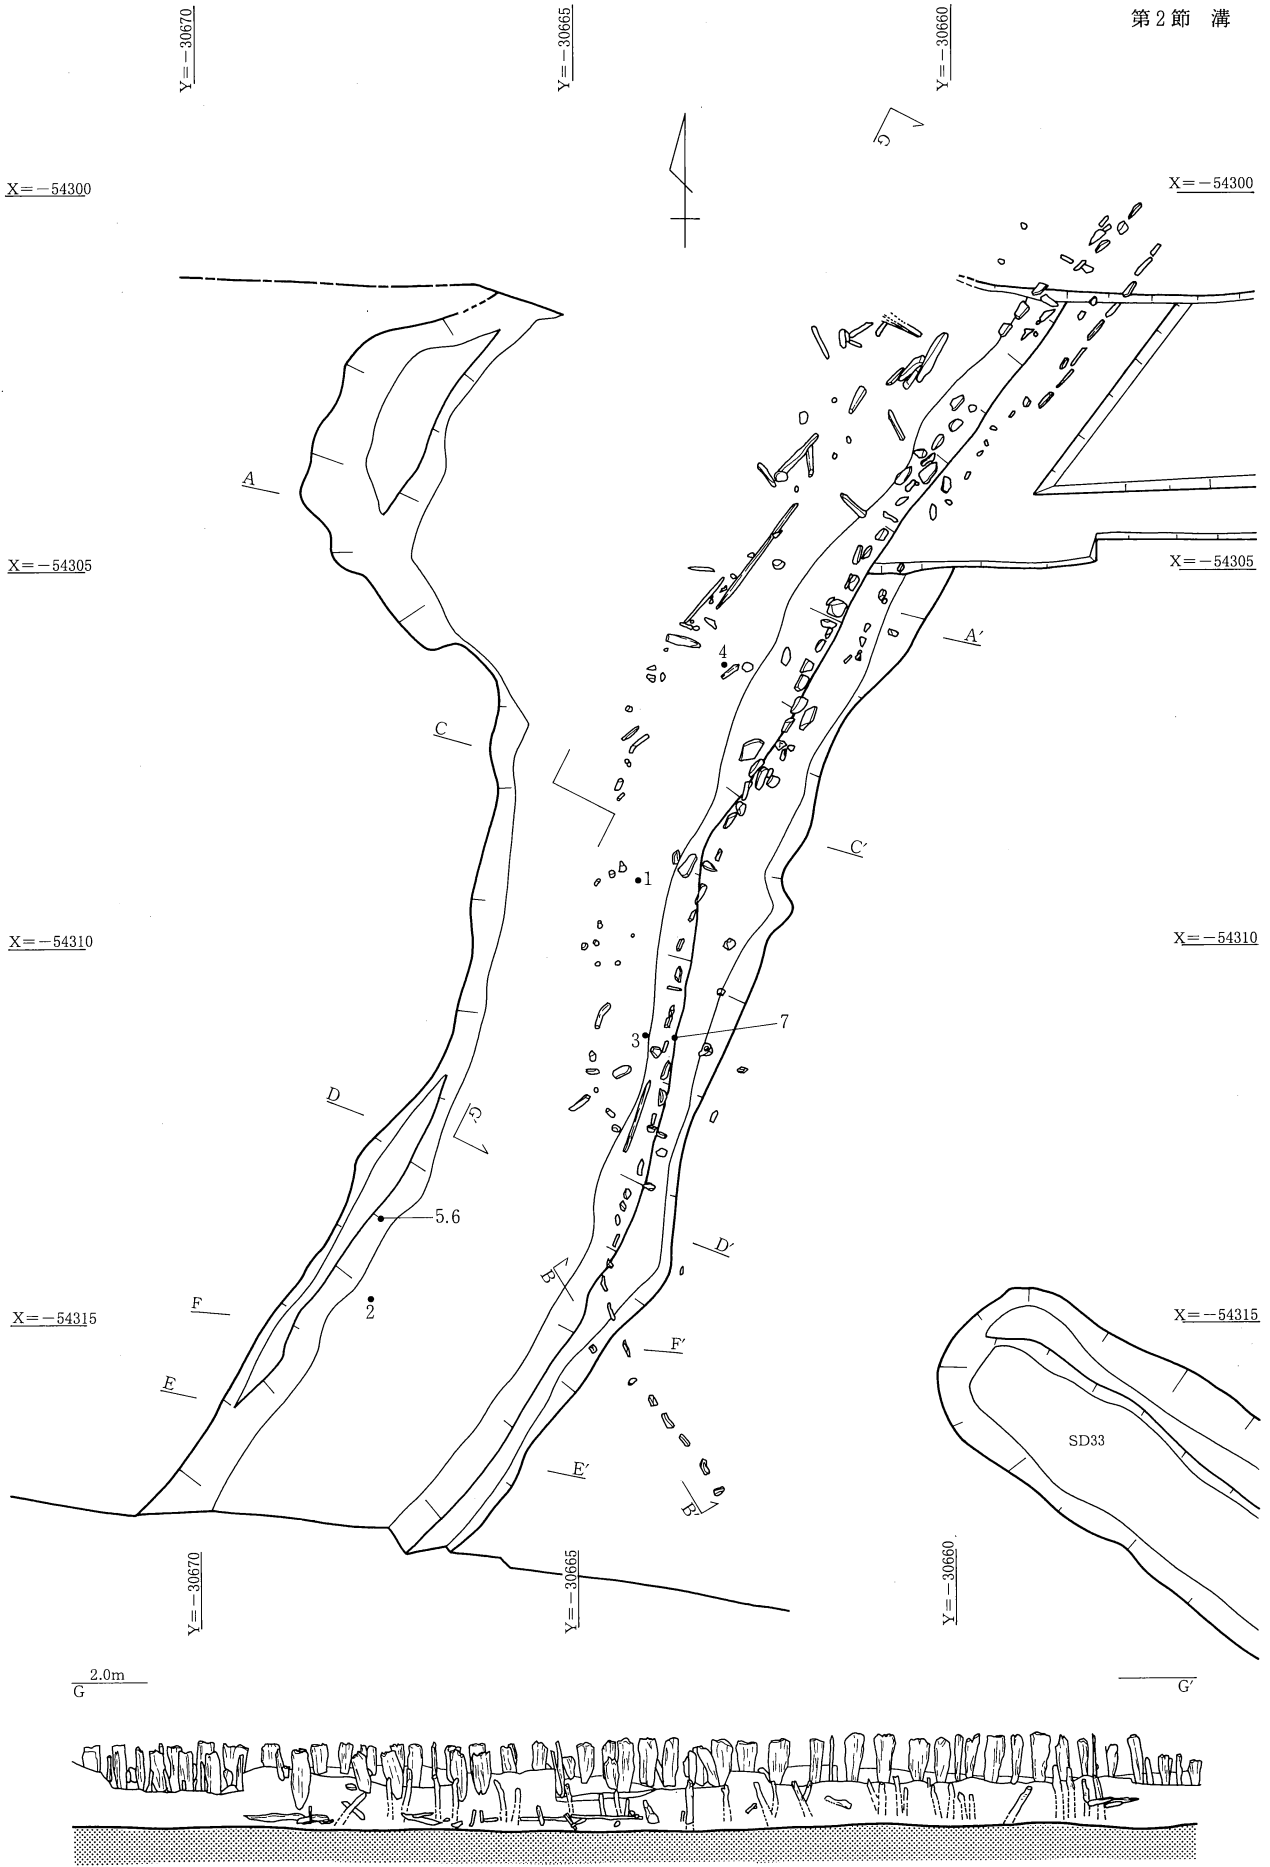 第2節 溝
Y=-30670
Y=-30665
Y=-30660
G
X=-54300
X=-54300
A
X=-54305
X=-54305
A′
4
C
C′
1
X=-54310
X=-54310
3
7
D
G′
5.6
D′
B
F
2
X=-54315
X=-54315
F′
E
SD33
E′
B′
Y=-30670
Y=-30665
Y=-30660
2.0m
G
G′